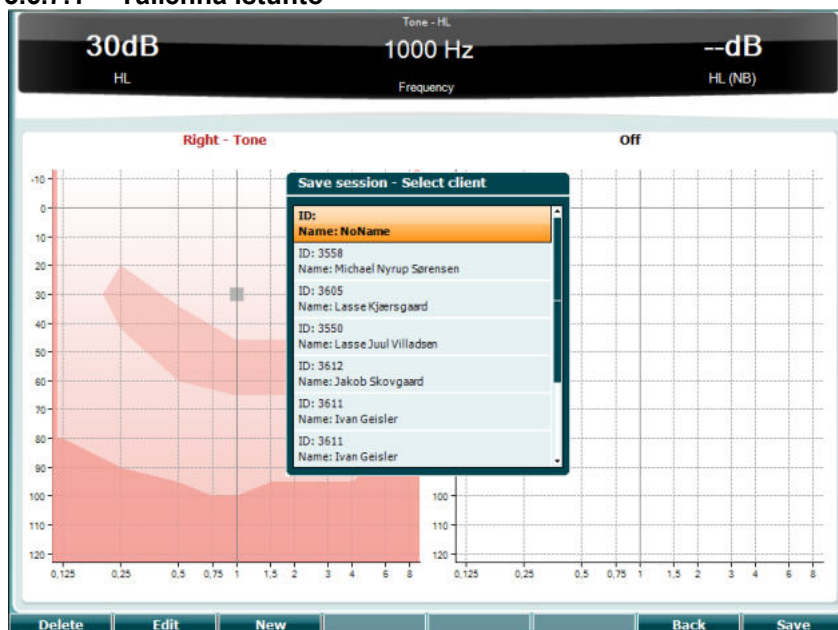 Tallenna istunto
Tone - HL
30dB
1000 Hz
--dB
HL
Frequency
HL (NB)
Right - Tone
Off
Save session - Select client
ID:
Name: NoName
ID: 3558
Name: Michael Nyrup Sørensen
ID: 3605
Name: Lasse Kjærsgaard
ID: 3550
Name: Lasse Juul Villadsen
ID: 3612
Name: Jakob Skovgaard
ID: 3611
Name: Ivan Geisler
ID: 3611
Name: Ivan Geisler
-10
0
10
20
30
40
50
60
70
80
90
100
110
120
100
110
120
0,125 0,25 0,5 0,75 1 1,5 2 3 4 6 8
0,125 0,25 0,5 0,75 1 1,5 2 3 4 6 8
Delete Edit New Back Save